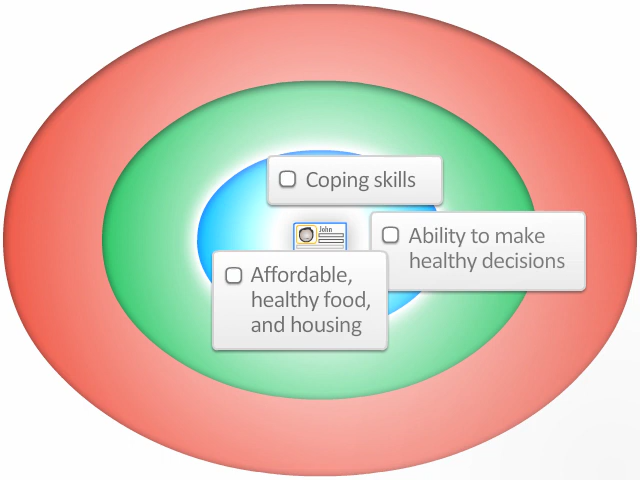 Coping skills
John
Ability to make
healthy decisions
Affordable,
healthy food,
and housing